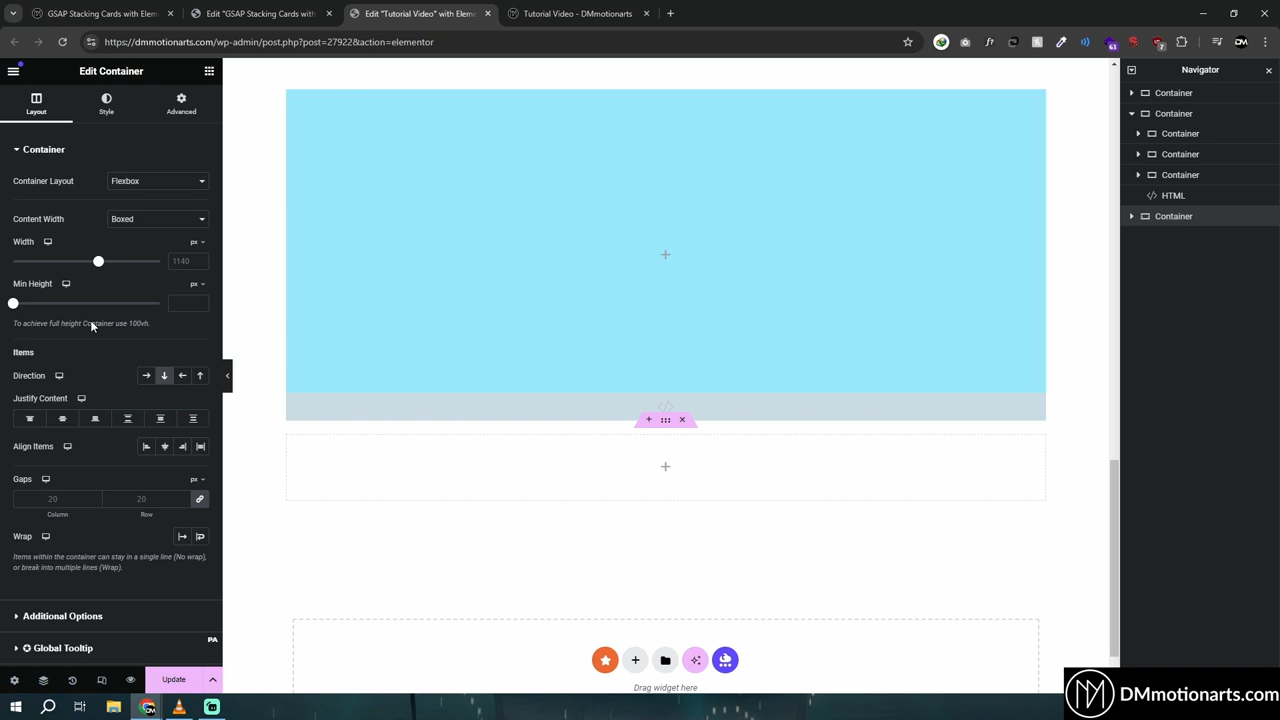 GSAP Stacking Cards with Elem
Edit "GSAP Stacking Cards with
Edit "Tutorial Video" with Eleme
Tutorial Video - DMmotionarts
https://dmmotionarts.com/wp-admin/post.php?post=27922&action=elementor
Edit Container
Navigator
Layout
Style
Advanced
Container
Container Layout
Flexbox
Content Width
Boxed
Width
px
1140
Min Height
px
To achieve full height Container use 100vh.
Items
Direction
Justify Content
Align Items
Gaps
px
20
20
Column
Row
Wrap
Items within the container can stay in a single line (No wrap),
or break into multiple lines (Wrap).
Additional Options
PA
Global Tooltip
Update
Drag widget here
Container
Container
Container
Container
Container
HTML
Container
DMmotionarts.com